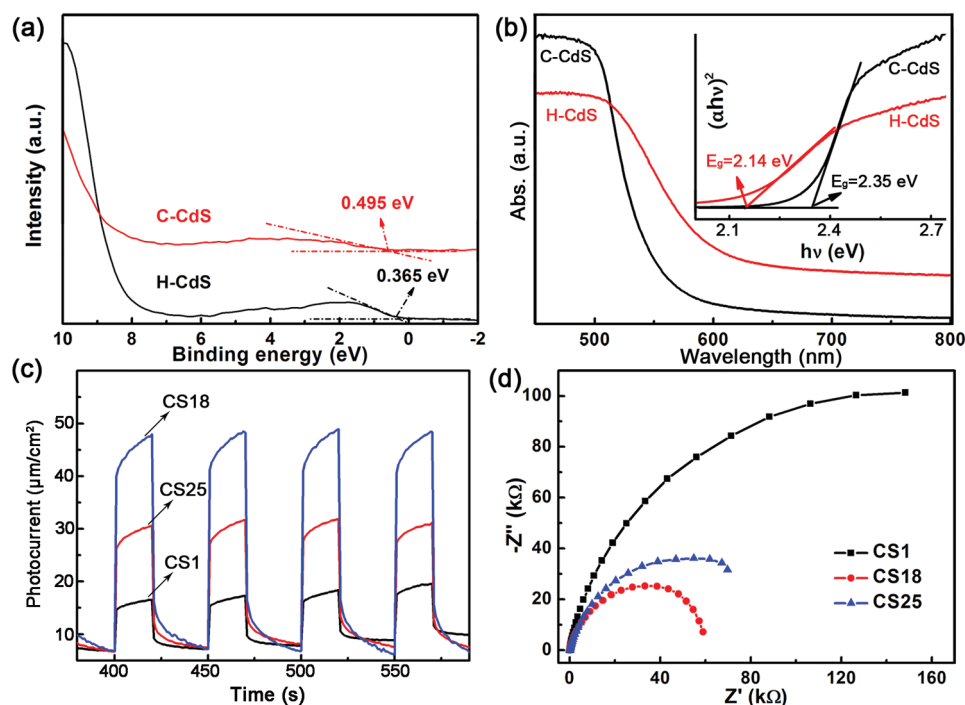 (a)
Intensity (a.u.)
C-CdS
0.495 eV
H-CdS
0.365 eV
10 8 6 4 2 0 -2
Binding energy (eV)
(b)
Abs. (a.u.)
C-CdS
H-CdS
(αhν)²
C-CdS
H-CdS
Eg=2.14 eV
Eg=2.35 eV
2.1 2.4 2.7
hν (eV)
500 600 700 800
Wavelength (nm)
(c)
Photocurrent (μm/cm²)
60
50
40
30
20
10
CS18
CS25
CS1
400 450 500 550
Time (s)
(d)
-Z'' (kΩ)
100
80
60
40
20
0
CS1
CS18
CS25
0 40 80 120 160
Z' (kΩ)